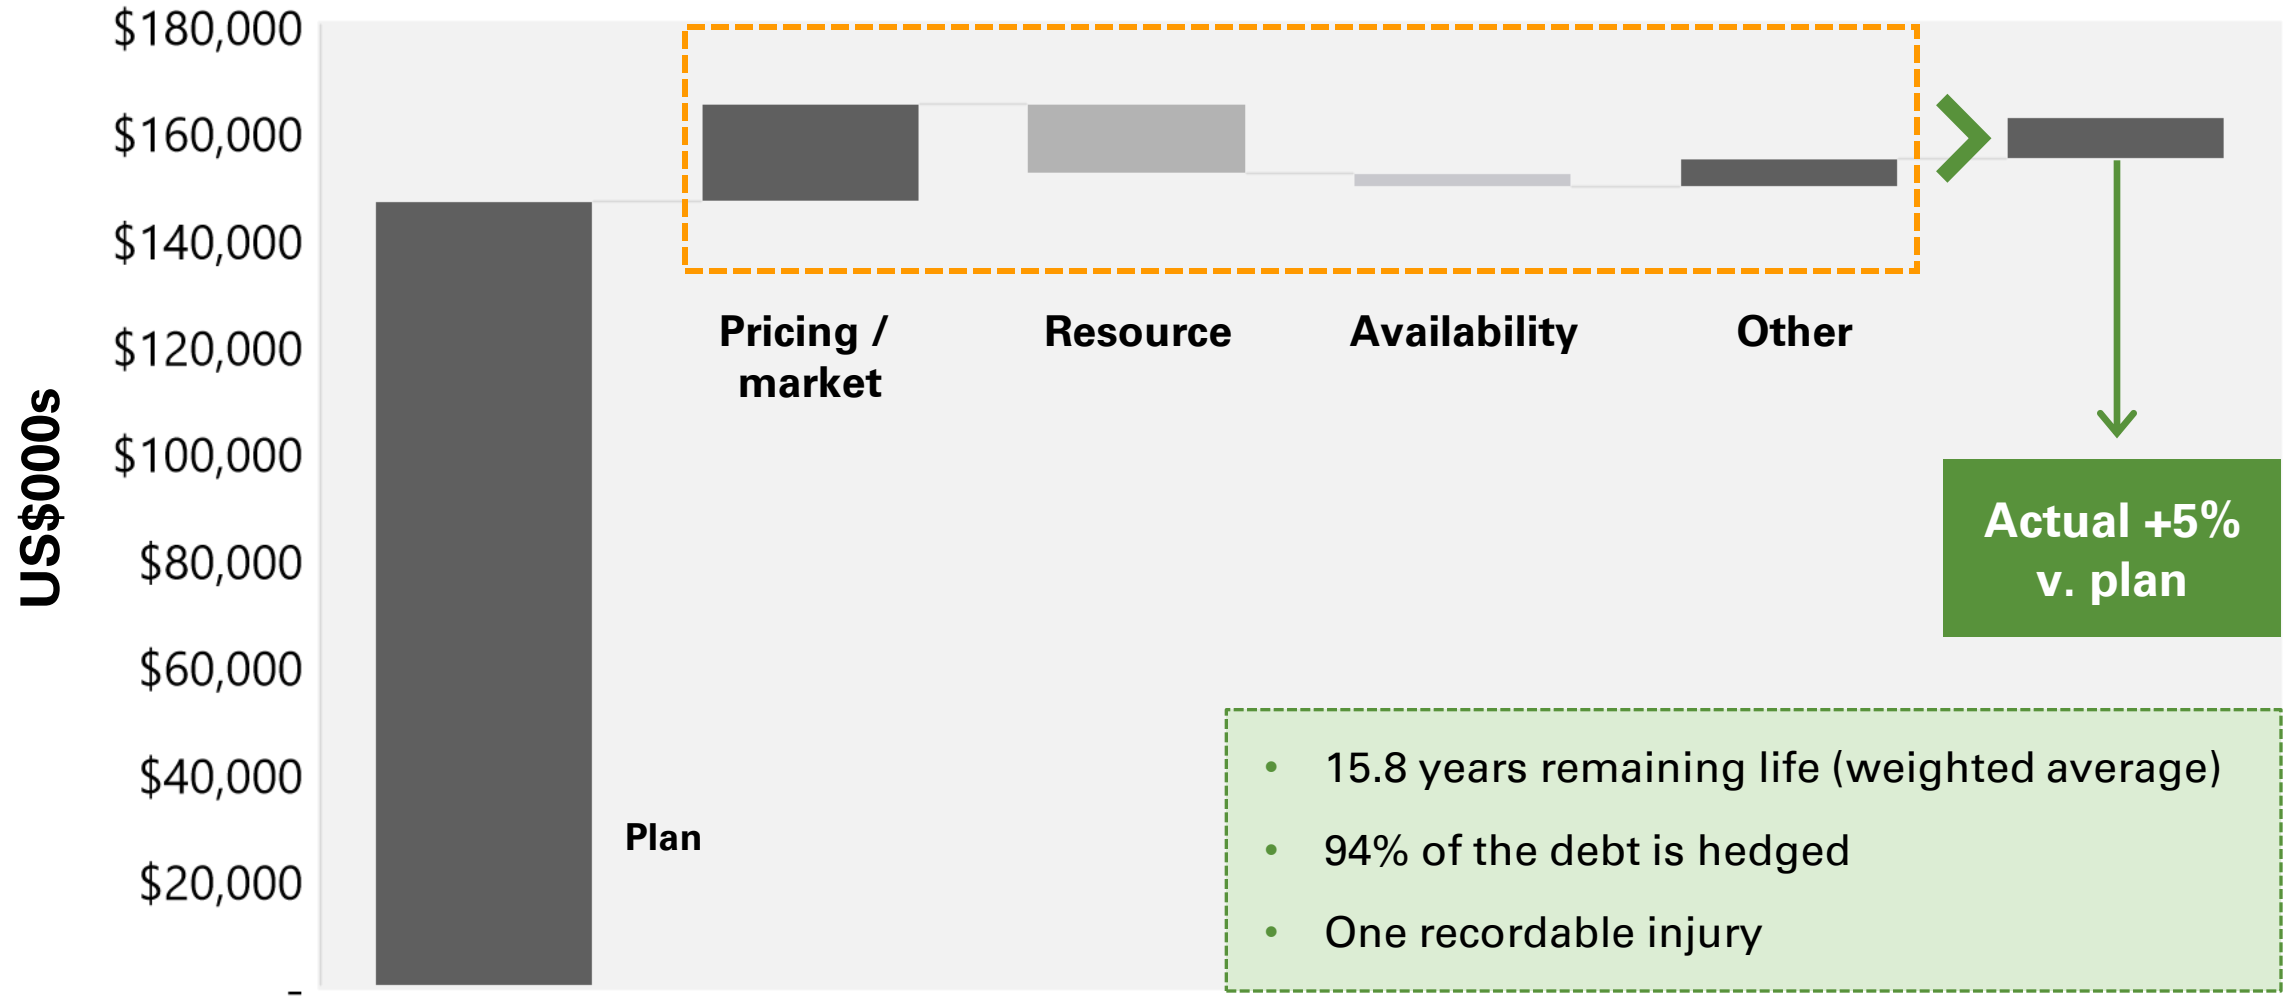 US$000s
$180,000
$160,000
$140,000
$120,000
$100,000
$80,000
$60,000
$40,000
$20,000
-
Plan
Pricing /
market
Resource
Availability
Other
Actual +5%
v. plan
• 15.8 years remaining life (weighted average)
• 94% of the debt is hedged
• One recordable injury